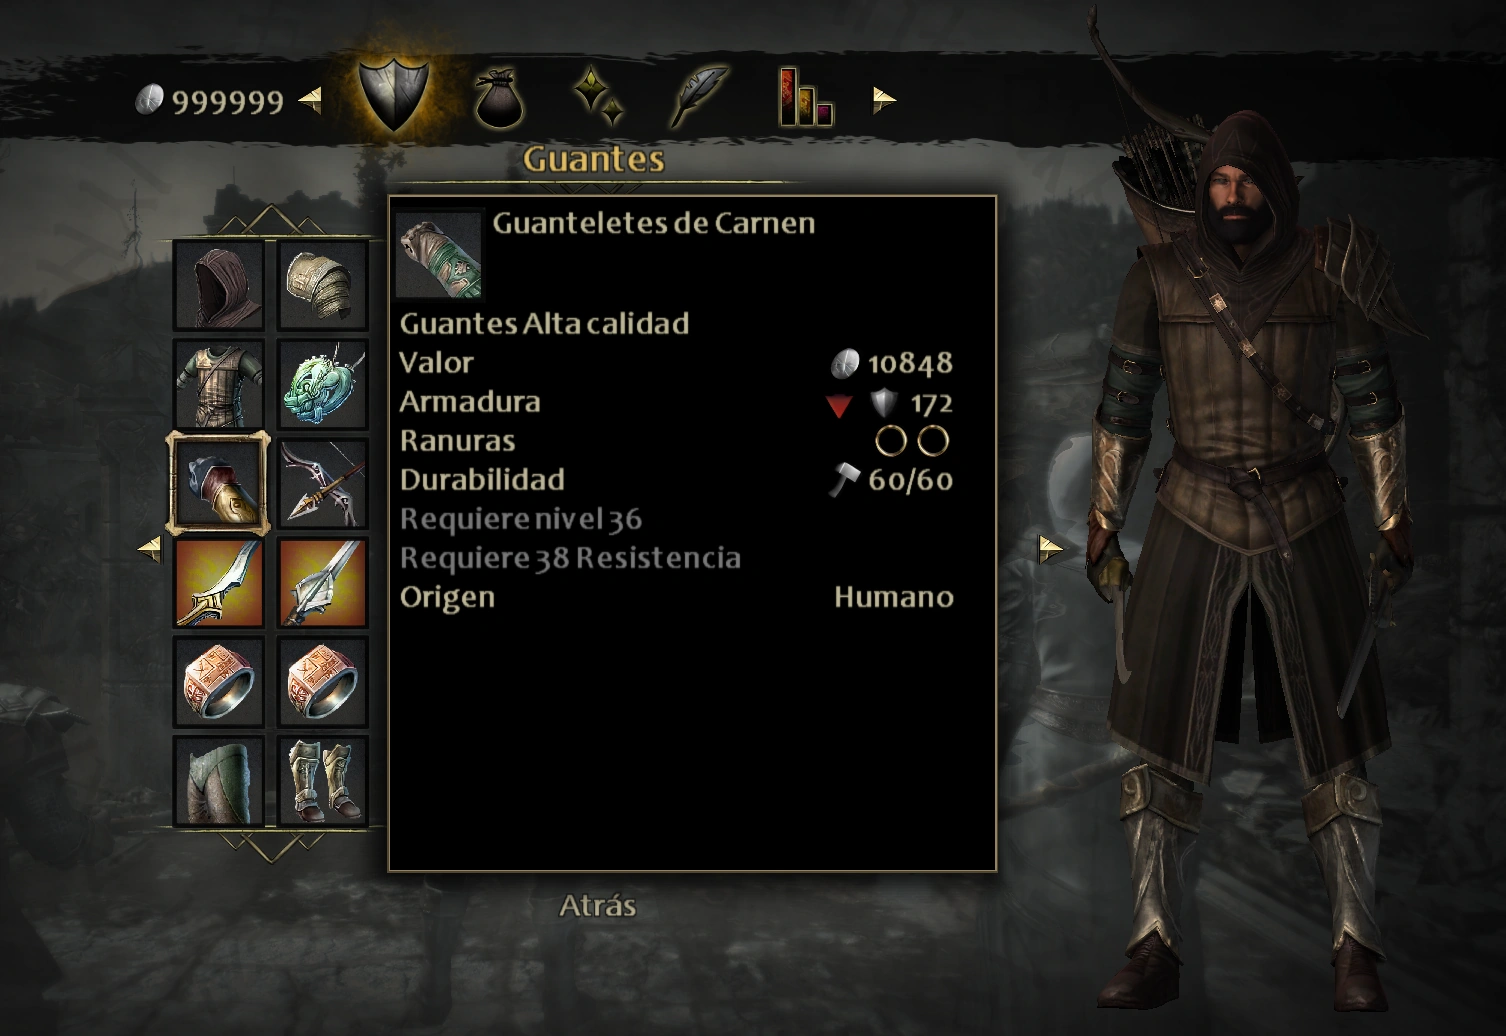 999999
Guantes
Guanteletes de Carnen
Guantes Alta calidad
Valor 10848
Armadura 172
Ranuras
Durabilidad 60/60
Requiere nivel 36
Requiere 38 Resistencia
Origen Humano
Atrás